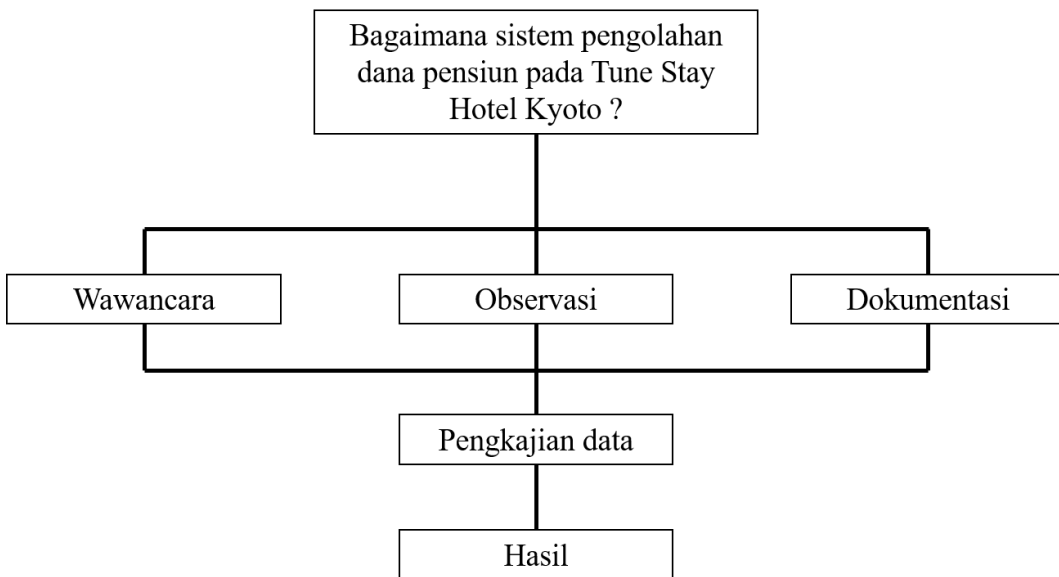 Bagaimana sistem pengolahan
dana pensiun pada Tune Stay
Hotel Kyoto ?
Wawancara
Observasi
Dokumentasi
Pengkajian data
Hasil